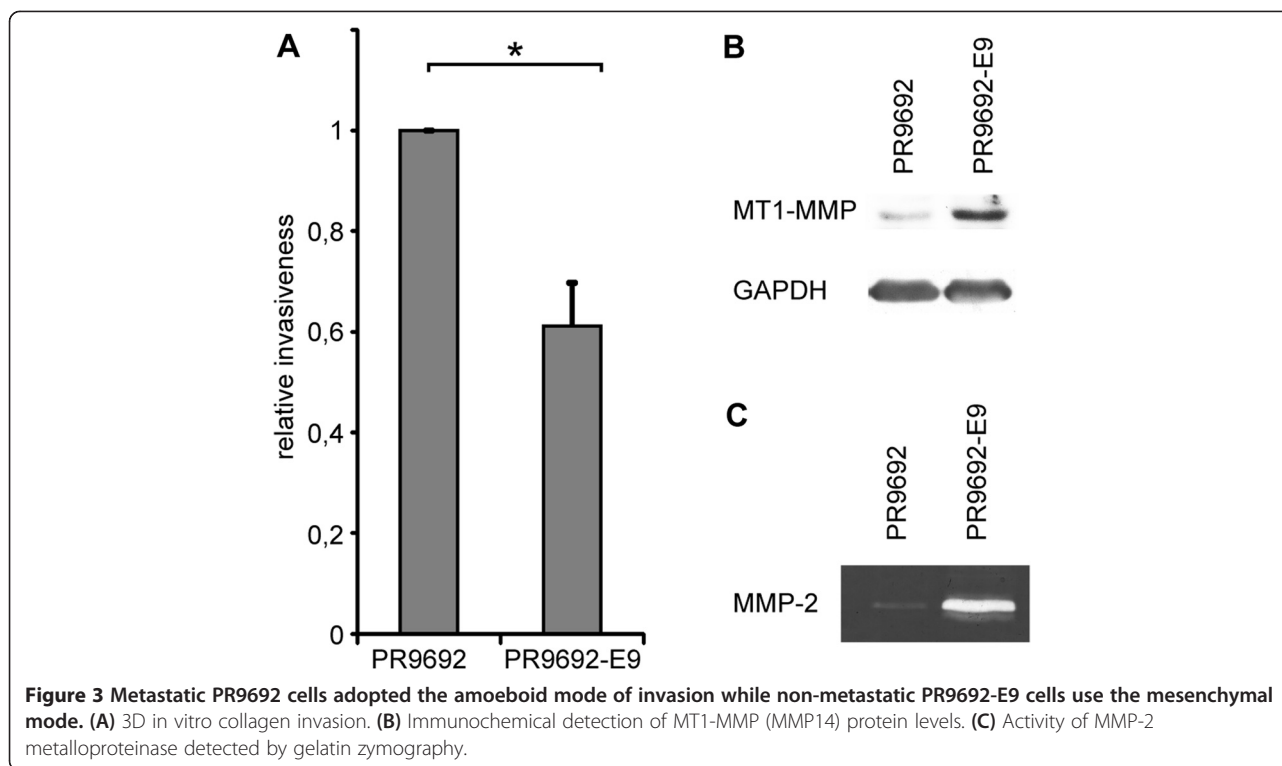 A
*
relative invasiveness
1
0,8
0,6
0,4
0,2
0
PR9692 PR9692-E9
B
PR9692
PR9692-E9
MT1-MMP
GAPDH
C
PR9692
PR9692-E9
MMP-2
Figure 3 Metastatic PR9692 cells adopted the amoeboid mode of invasion while non-metastatic PR9692-E9 cells use the mesenchymal
mode. (A) 3D in vitro collagen invasion. (B) Immunochemical detection of MT1-MMP (MMP14) protein levels. (C) Activity of MMP-2
metalloproteinase detected by gelatin zymography.